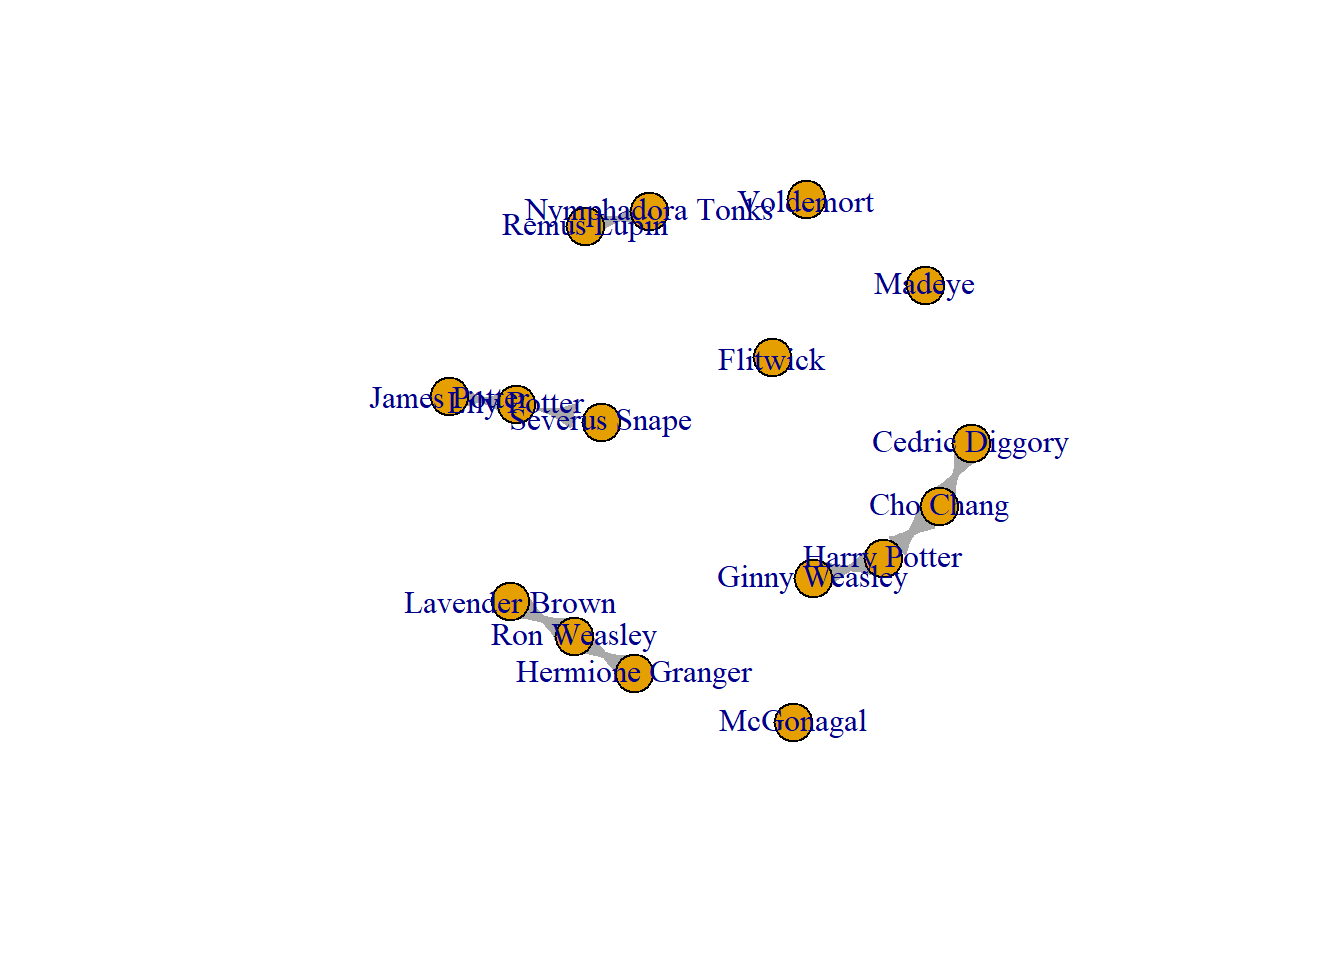 Voldemort
Nymphadora Tonks
Remus Lupin
Madeye
Flitwick
James Potter
Lily Potter
Severus Snape
Cedric Diggory
Cho Chang
Harry Potter
Ginny Weasley
Lavender Brown
Ron Weasley
Hermione Granger
McGonagal